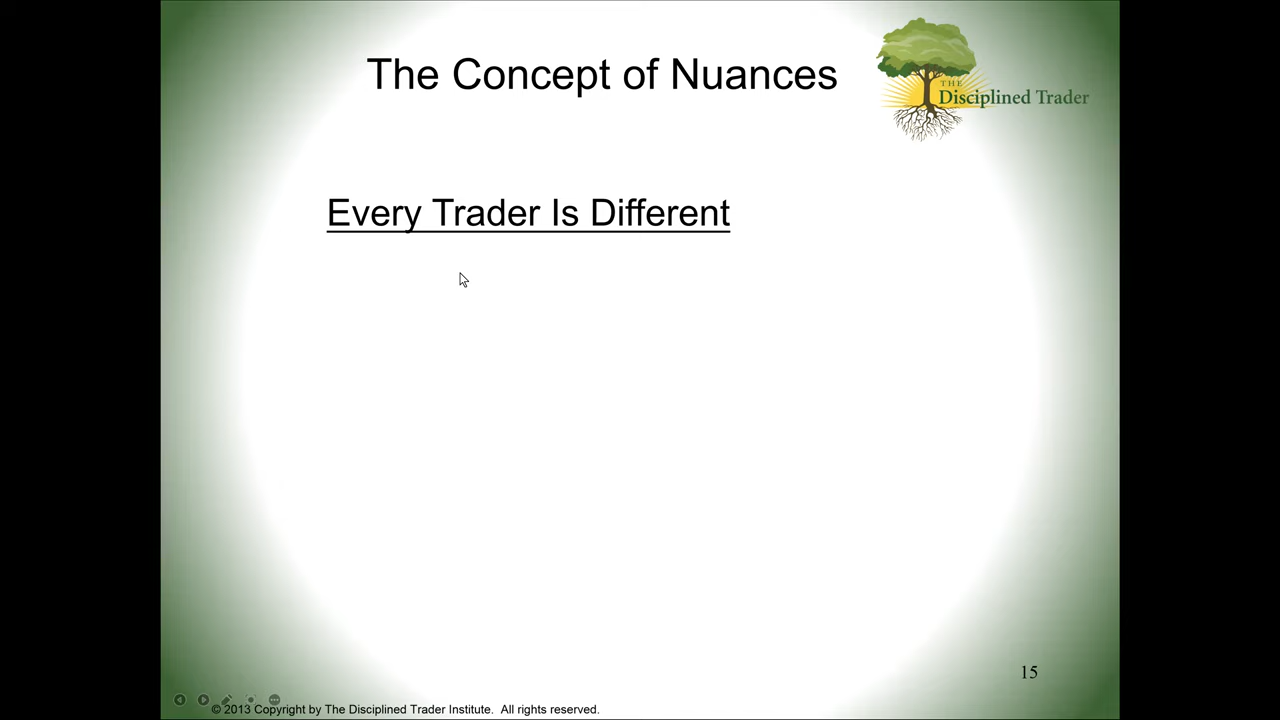 The Concept of Nuances
THE
Disciplined Trader
Every Trader Is Different
15
© 2013 Copyright by The Disciplined Trader Institute.  All rights reserved.